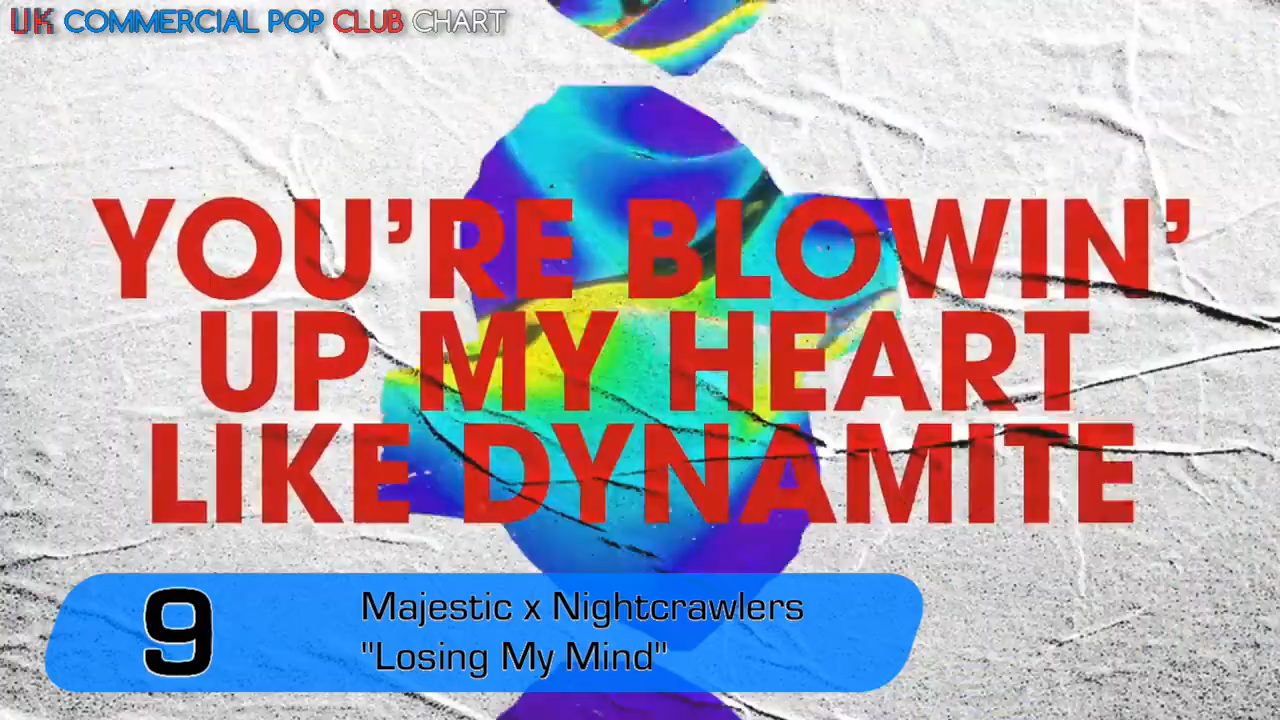 UK COMMERCIAL POP CLUB CHART
YOU'RE BLOWIN'
UP MY HEART
LIKE DYNAMITE
9
Majestic x Nightcrawlers
"Losing My Mind"